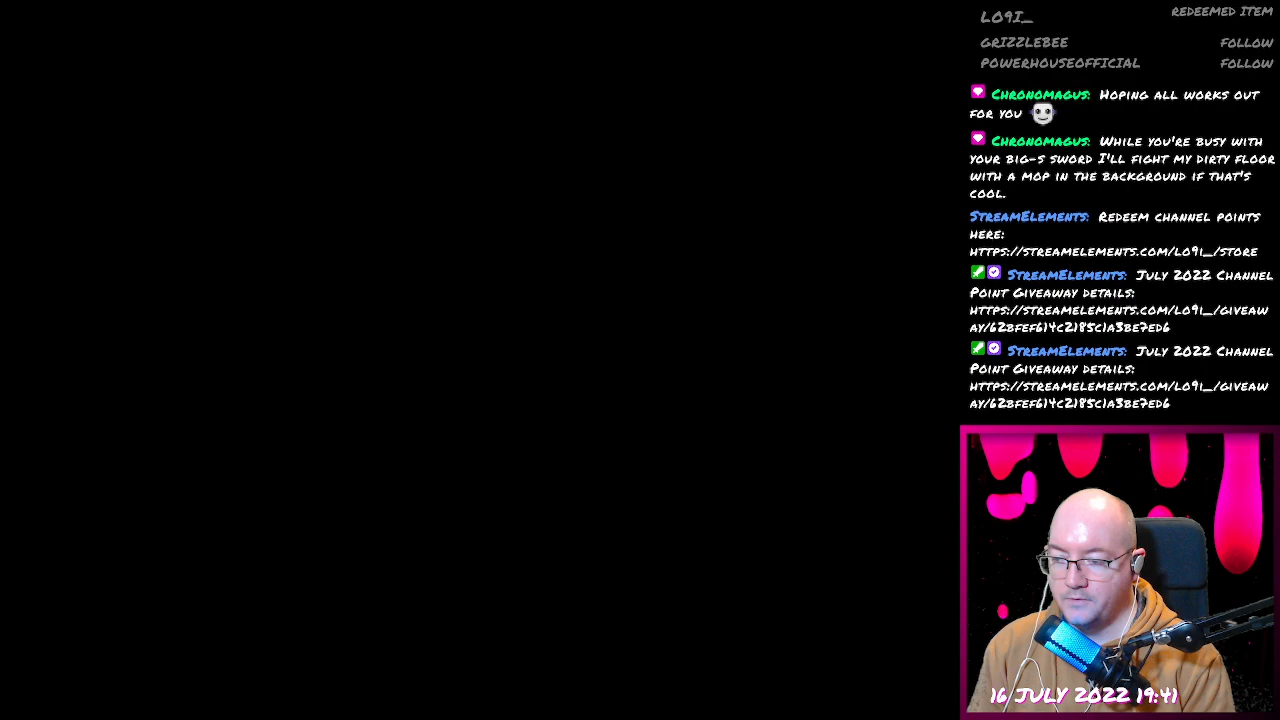 LO9I_ REDEEMED ITEM
GRIZZLEBEE FOLLOW
POWERHOUSEOFFICIAL FOLLOW
Chronomagus: Hoping all works out
for you
Chronomagus: While you're busy with
your big-s sword I'll fight my dirty floor
with a mop in the background if that's
cool.
StreamElements: Redeem channel points
here:
https://streamelements.com/lo9i_/store
StreamElements: July 2022 Channel
Point Giveaway details:
https://streamelements.com/lo9i_/giveaw
ay/62bfef614c2185c1a3be7ed6
StreamElements: July 2022 Channel
Point Giveaway details:
https://streamelements.com/lo9i_/giveaw
ay/62bfef614c2185c1a3be7ed6
16 JULY 2022 19:41